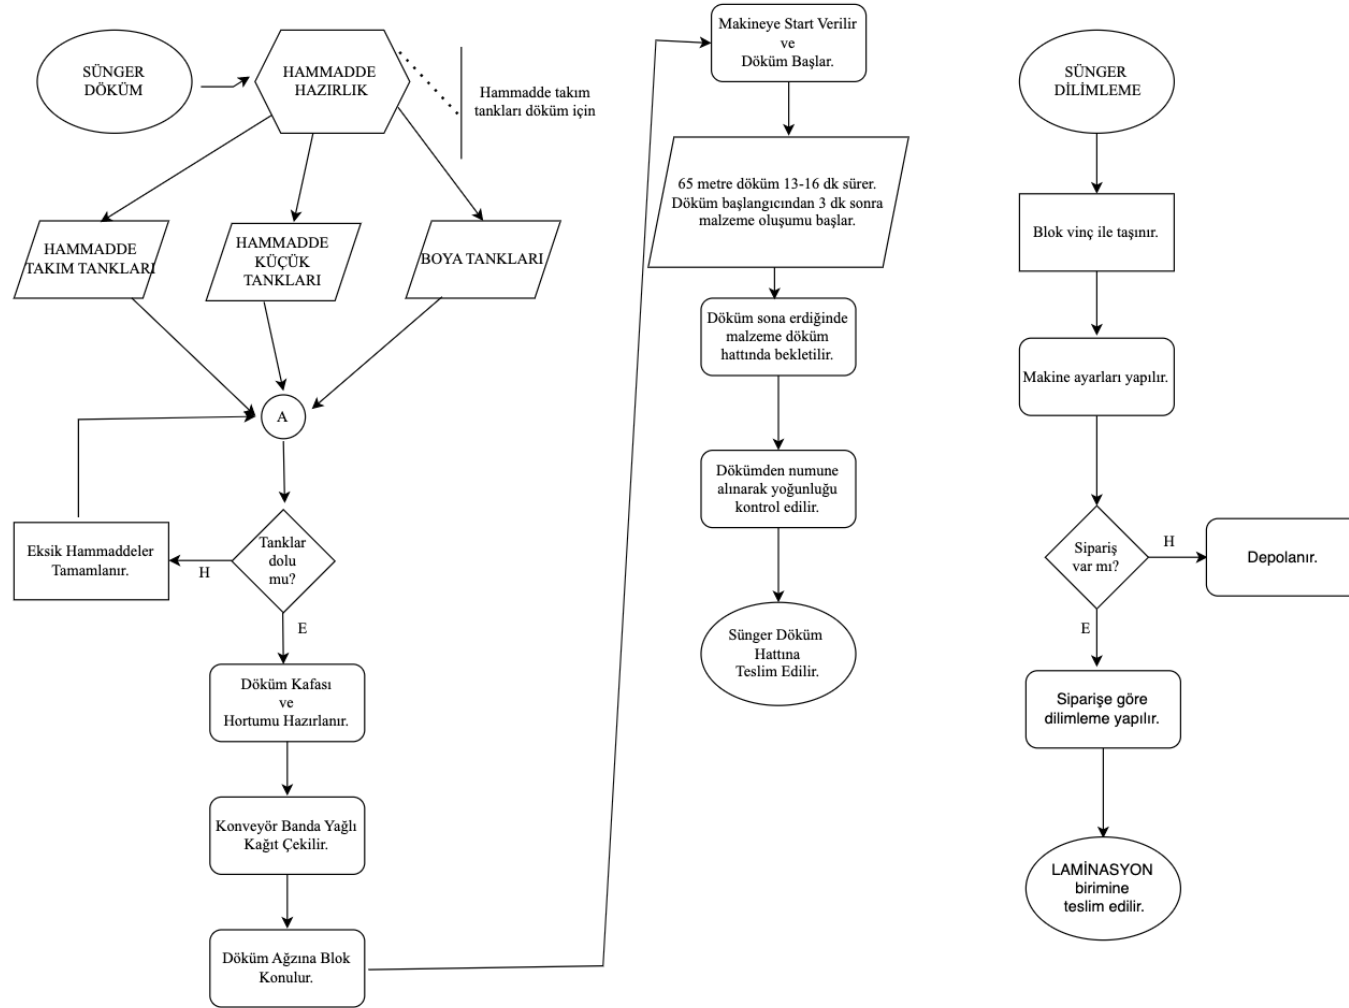 SÜNGER
DÖKÜM
HAMMADDE
HAZIRLIK
Hammadde takım
tankları döküm için
HAMMADDE
TAKIM TANKLARI
HAMMADDE
KÜÇÜK
TANKLARI
BOYA TANKLARI
A
Tanklar
dolu
mu?
H
Eksik Hammaddeler
Tamamlanır.
E
Döküm Kafası
ve
Hortumu Hazırlanır.
Konveyör Banda Yağlı
Kağıt Çekilir.
Döküm Ağzına Blok
Konulur.
Makineye Start Verilir
ve
Döküm Başlar.
65 metre döküm 13-16 dk sürer.
Döküm başlangıcından 3 dk sonra
malzeme oluşumu başlar.
Döküm sona erdiğinde
malzeme döküm
hattında bekletilir.
Dökümden numune
alınarak yoğunluğu
kontrol edilir.
Sünger Döküm
Hattına
Teslim Edilir.
SÜNGER
DİLİMLEME
Blok vinç ile taşınır.
Makine ayarları yapılır.
Sipariş
var mı?
H
Depolanır.
E
Siparişe göre
dilimleme yapılır.
LAMİNASYON
birimine
teslim edilir.